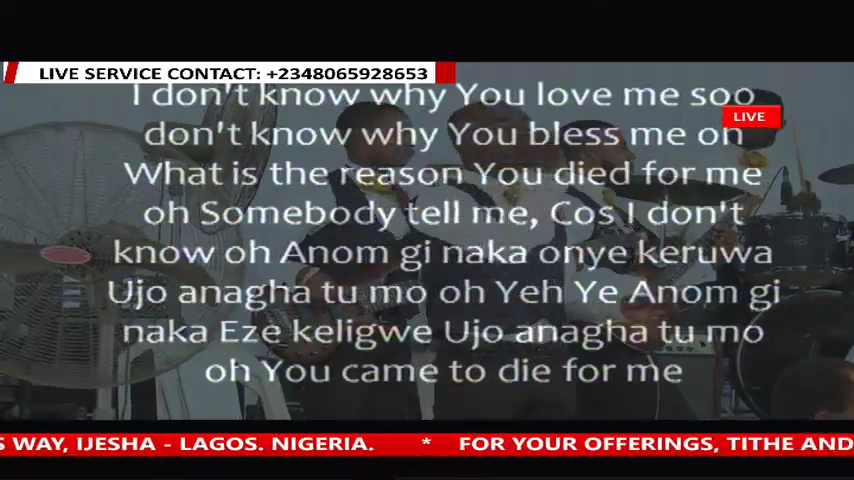 LIVE SERVICE CONTACT: +2348065928653
I don't know why You love me soo
LIVE
don't know why You bless me oh
What is the reason You died for me
oh Somebody tell me, Cos I don't
know oh Anom gi naka onye keruwa
Ujo anagha tu mo oh Yeh Ye Anom gi
naka Eze keligwe Ujo anagha tu mo
oh You came to die for me
S WAY, IJESHA - LAGOS. NIGERIA. * FOR YOUR OFFERINGS, TITHE AND